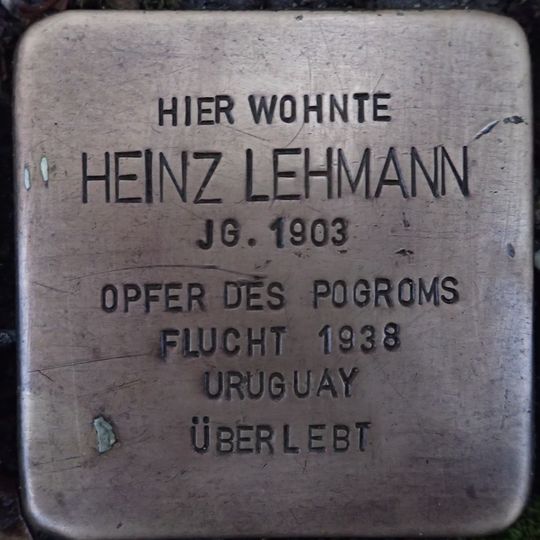 HIER WOHNTE
HEINZ LEHMANN
JG. 1903
OPFER DES POGROMS
FLUCHT 1938
URUGUAY
ÜBERLEBT